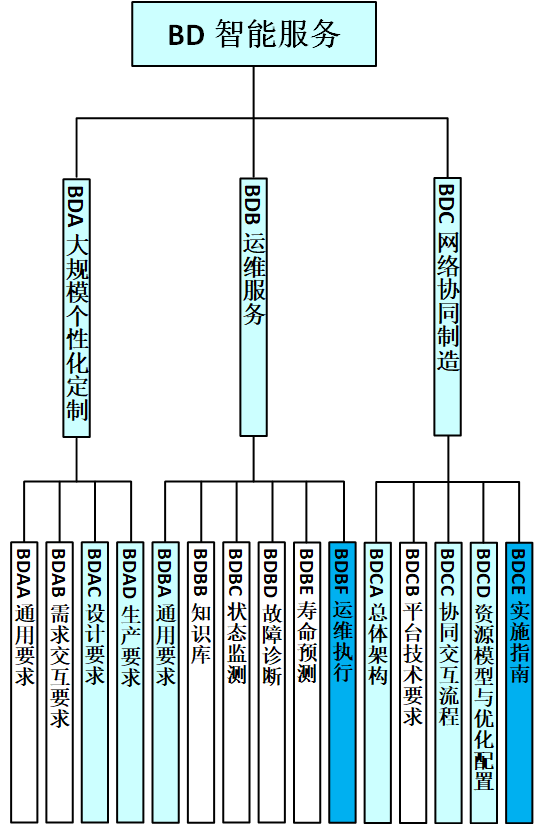 BD 智能服务
BDA 大规模个性化定制
BDB 运维服务
BDC 网络协同制造
BDAA 通用要求
BDAB 需求交互要求
BDAC 设计要求
BDAD 生产要求
BDBA 通用要求
BDBB 知识库
BDBC 状态监测
BDBD 故障诊断
BDBE 寿命预测
BDBF 运维执行
BDCA 总体架构
BDCB 平台技术要求
BDCC 协同交互流程
BDCD 资源模型与优化配置
BDCE 实施指南